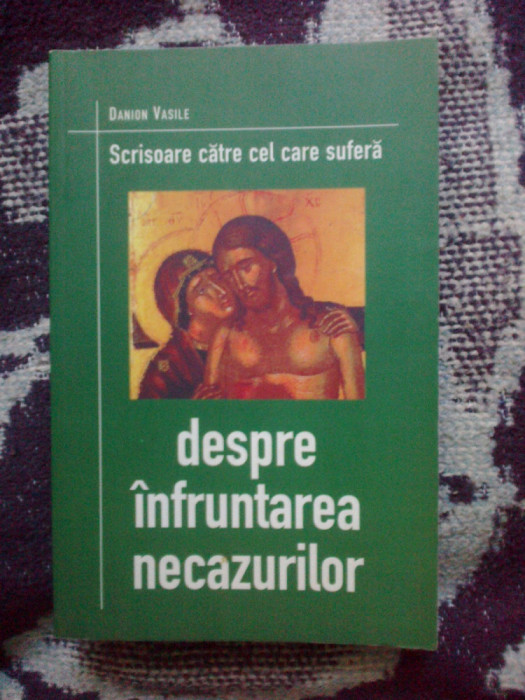 DANION VASILE
Scrisoare către cel care suferă
despre
înfruntarea
necazurilor